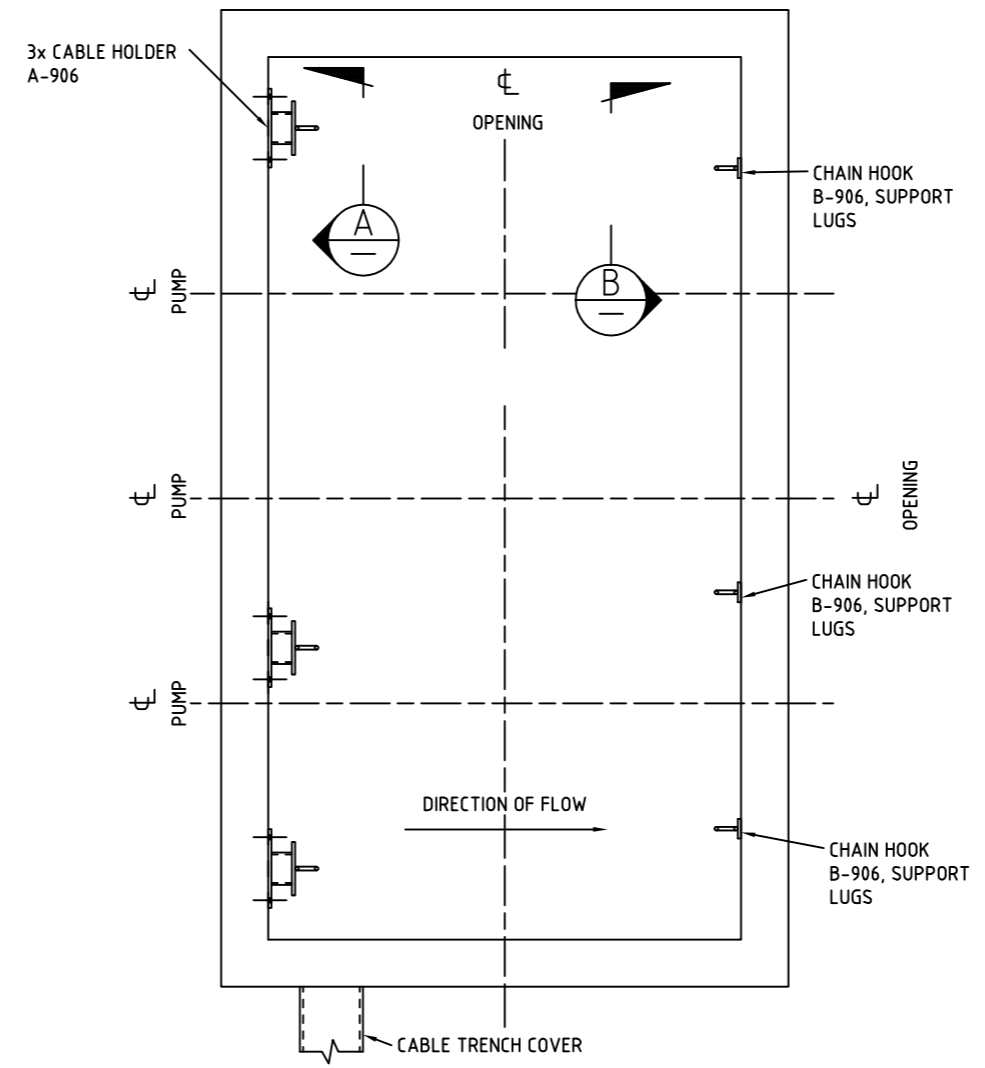 3x CABLE HOLDER
A-906
℄
OPENING
CHAIN HOOK
B-906, SUPPORT
LUGS
A
—
B
—
℄ PUMP
℄ PUMP
℄ OPENING
CHAIN HOOK
B-906, SUPPORT
LUGS
℄ PUMP
DIRECTION OF FLOW
CHAIN HOOK
B-906, SUPPORT
LUGS
CABLE TRENCH COVER